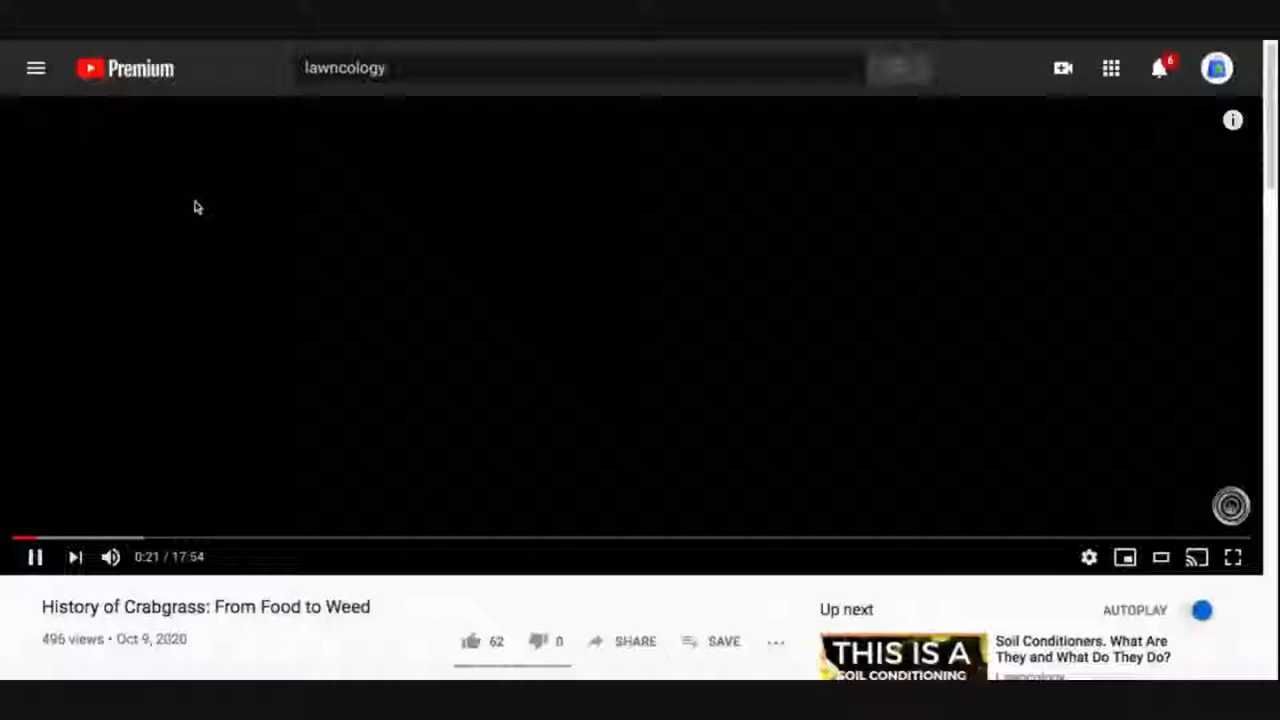 Premium
lawncology
6
0:21 / 17:54
History of Crabgrass: From Food to Weed
496 views • Oct 9, 2020
62
0
SHARE
SAVE
Up next
AUTOPLAY
THIS IS A
SOIL CONDITIONING
Soil Conditioners. What Are
They and What Do They Do?
Lawncology